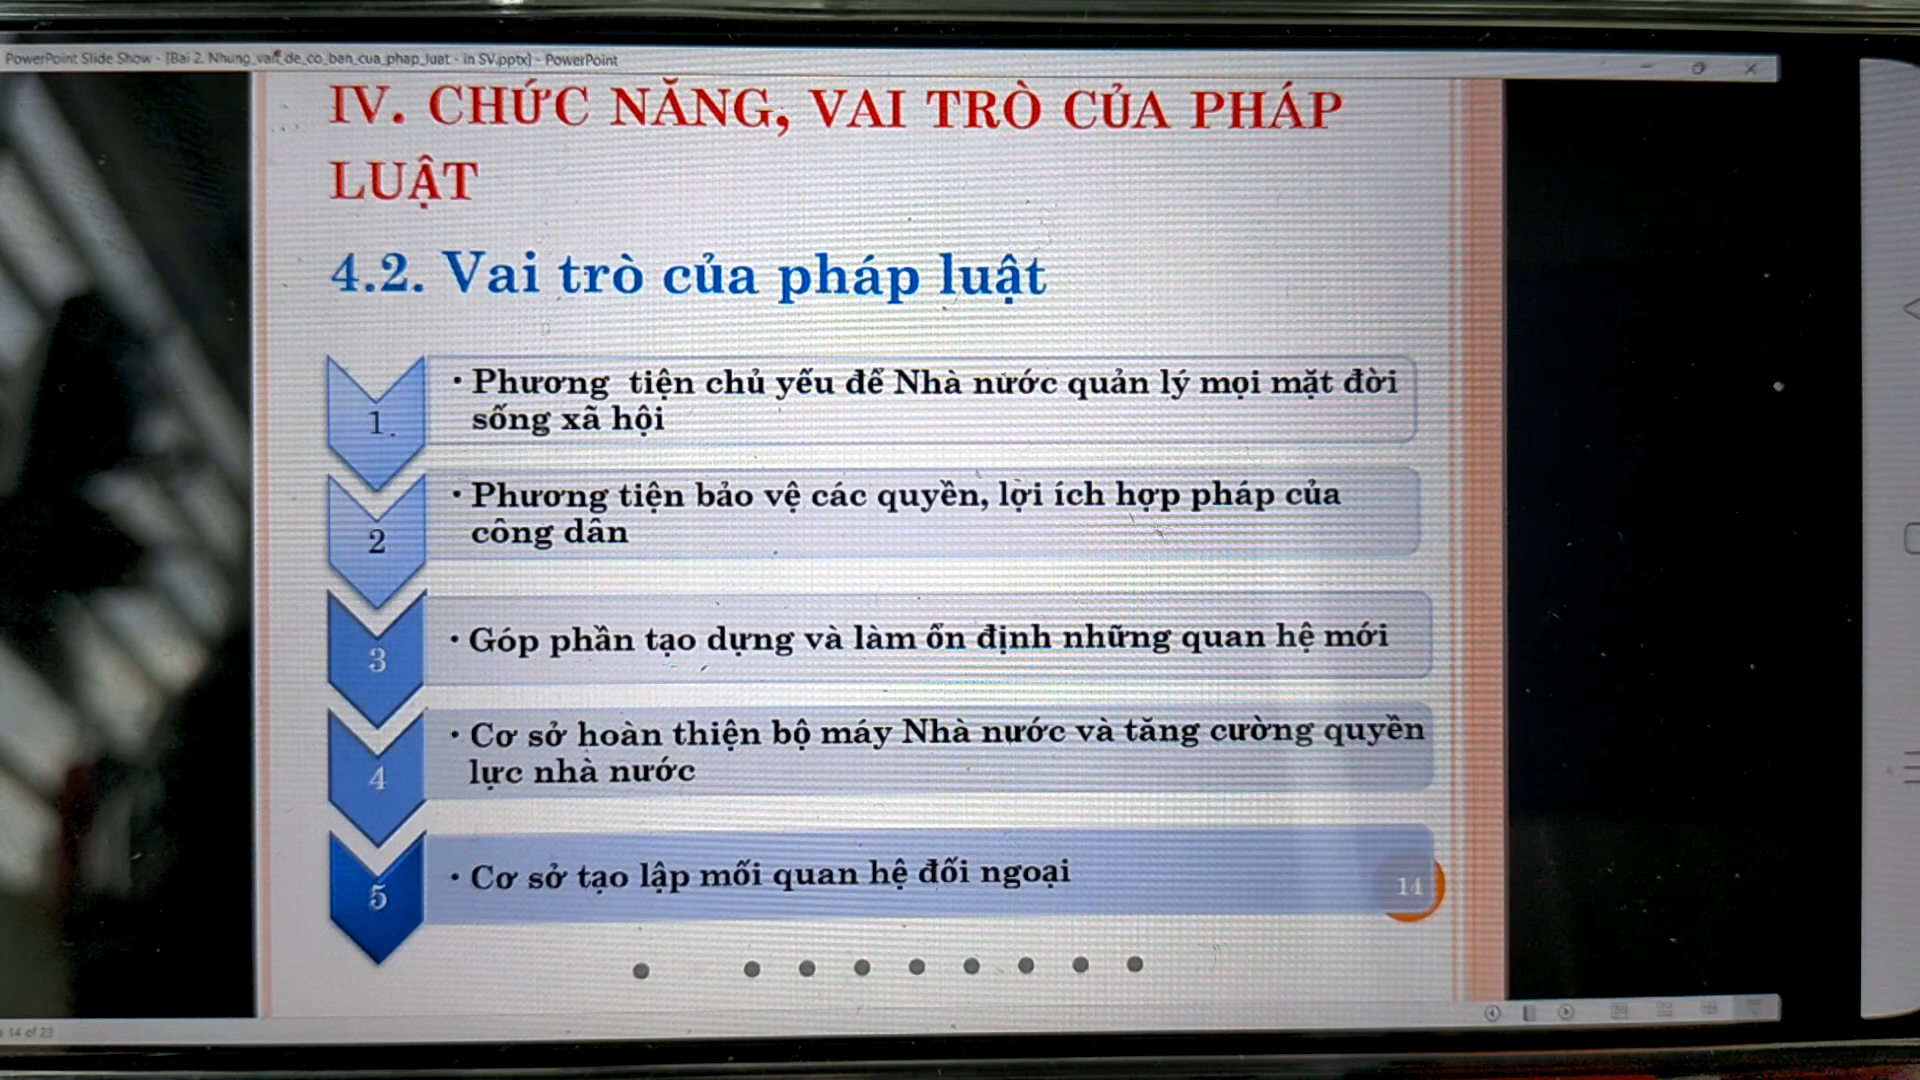 PowerPoint Slide Show - [Bai 2. Nhung_van_de_co_ban_cua_phap_luat - in SV.pptx] - PowerPoint
IV. CHỨC NĂNG, VAI TRÒ CỦA PHÁP
LUẬT
4.2. Vai trò của pháp luật
1.
• Phương tiện chủ yếu để Nhà nước quản lý mọi mặt đời
sống xã hội
2
• Phương tiện bảo vệ các quyền, lợi ích hợp pháp của
công dân
3
• Góp phần tạo dựng và làm ổn định những quan hệ mới
4
• Cơ sở hoàn thiện bộ máy Nhà nước và tăng cường quyền
lực nhà nước
5
• Cơ sở tạo lập mối quan hệ đối ngoại
14
14 of 23